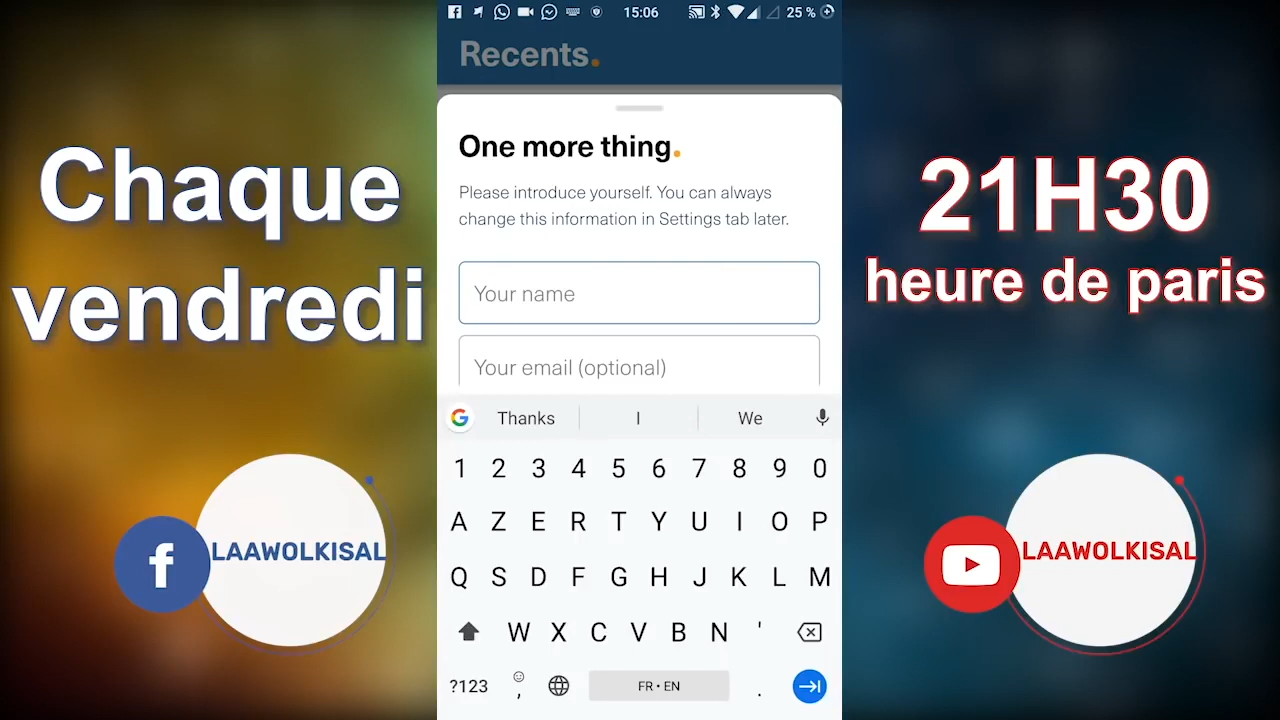 Chaque
vendredi
LAAWOLKISAL
15:06
25 %
Recents.
One more thing.
Please introduce yourself. You can always
change this information in Settings tab later.
Your name
Your email (optional)
Thanks I We
1 2 3 4 5 6 7 8 9 0
A Z E R T Y U I O P
Q S D F G H J K L M
W X C V B N '
?123 , FR • EN .
21H30
heure de paris
LAAWOLKISAL